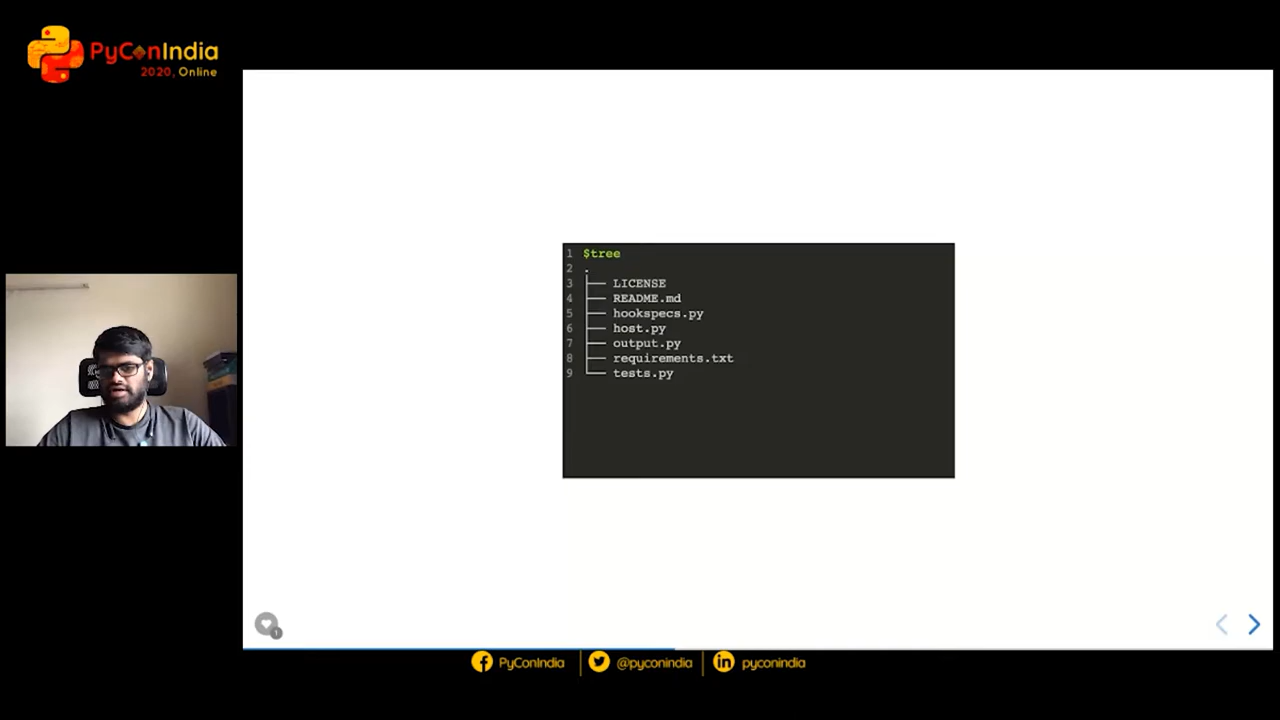 PyConIndia
2020, Online
1 $tree
2 .
3 ├── LICENSE
4 ├── README.md
5 ├── hookspecs.py
6 ├── host.py
7 ├── output.py
8 ├── requirements.txt
9 └── tests.py
1
PyConIndia
@pyconindia
pyconindia